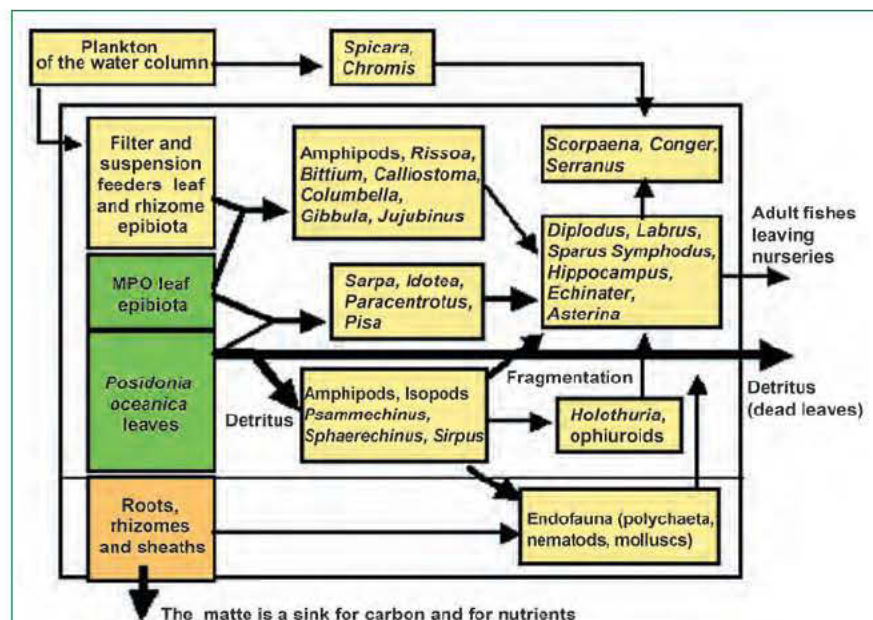 Plankton
of the water column
Spicara,
Chromis
Filter and
suspension
feeders leaf
and rhizome
epibiota
Amphipods, Rissoa,
Bittium, Calliostoma,
Columbella,
Gibbula, Jujubinus
Scorpaena, Conger,
Serranus
Diplodus, Labrus,
Sparus Symphodus,
Hippocampus,
Echinater,
Asterina
Adult fishes
leaving
nurseries
MPO leaf
epibiota
Sarpa, Idotea,
Paracentrotus,
Pisa
Posidonia
oceanica
leaves
Detritus
Amphipods, Isopods
Psammechinus,
Sphaerechinus, Sirpus
Fragmentation
Holothuria,
ophiuroids
Detritus
(dead leaves)
Roots,
rhizomes
and sheaths
Endofauna (polychaeta,
nematods, molluscs)
The matte is a sink for carbon and for nutrients